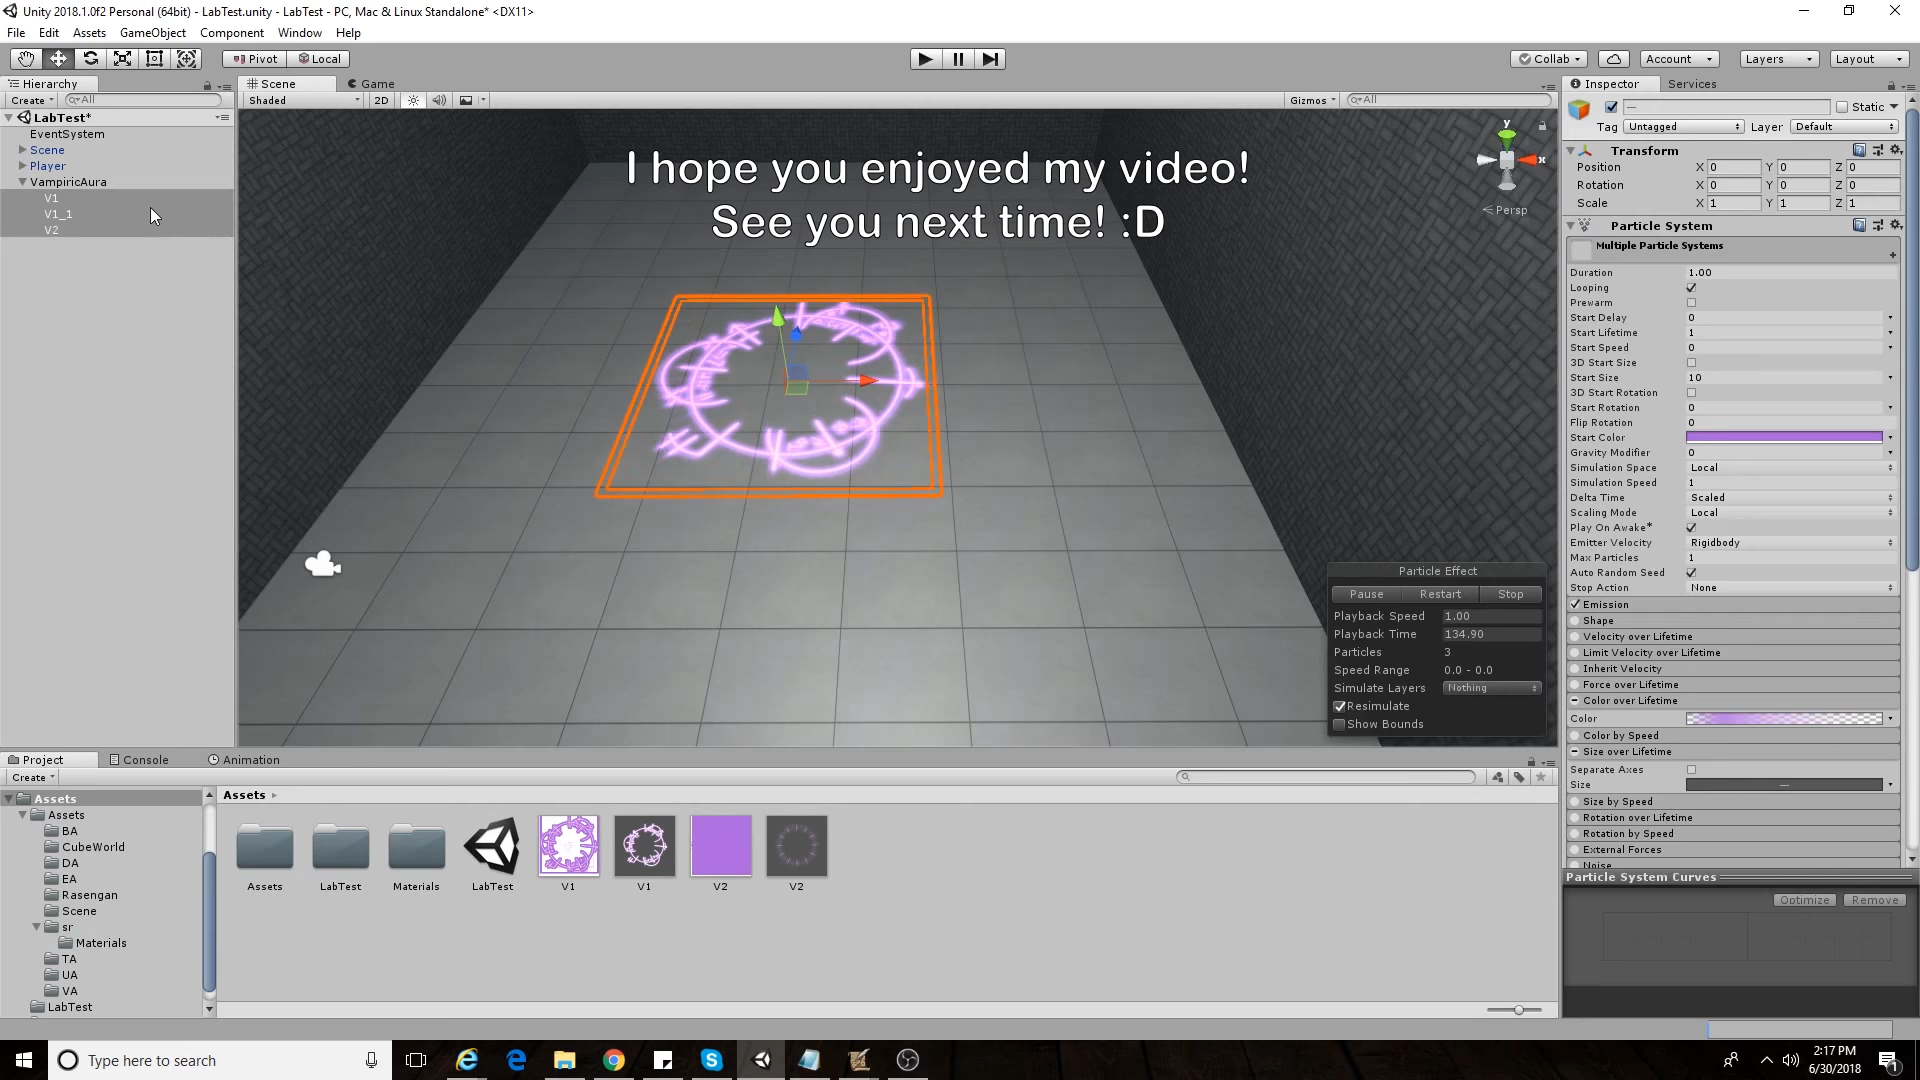 Unity 2018.1.0f2 Personal (64bit) - LabTest.unity - LabTest - PC, Mac & Linux Standalone* <DX11>
File Edit Assets GameObject Component Window Help
Pivot Local Collab Account Layers Layout
Hierarchy Scene Game Inspector Services
Create All Shaded 2D Gizmos All
Static
Tag Untagged Layer Default
LabTest*
EventSystem
Scene
Player
VampiricAura
V1
V1_1
V2
I hope you enjoyed my video!
See you next time! :D
y
x
Persp
Particle Effect
Pause Restart Stop
Playback Speed 1.00
Playback Time 134.90
Particles 3
Speed Range 0.0 - 0.0
Simulate Layers Nothing
Resimulate
Show Bounds
Transform
Position X 0 Y 0 Z 0
Rotation X 0 Y 0 Z 0
Scale X 1 Y 1 Z 1
Particle System
Multiple Particle Systems
Duration 1.00
Looping
Prewarm
Start Delay 0
Start Lifetime 1
Start Speed 0
3D Start Size
Start Size 10
3D Start Rotation
Start Rotation 0
Flip Rotation 0
Start Color
Gravity Modifier 0
Simulation Space Local
Simulation Speed 1
Delta Time Scaled
Scaling Mode Local
Play On Awake*
Emitter Velocity Rigidbody
Max Particles 1
Auto Random Seed
Stop Action None
Emission
Shape
Velocity over Lifetime
Limit Velocity over Lifetime
Inherit Velocity
Force over Lifetime
Color over Lifetime
Color
Color by Speed
Size over Lifetime
Separate Axes
Size
Size by Speed
Rotation over Lifetime
Rotation by Speed
External Forces
Noise
Particle System Curves
Optimize Remove
Project Console Animation
Create
Assets
Assets
BA
CubeWorld
DA
EA
Rasengan
Scene
sr
Materials
TA
UA
VA
LabTest
Assets
Assets LabTest Materials LabTest V1 V1 V2 V2
Type here to search
2:17 PM
6/30/2018
1